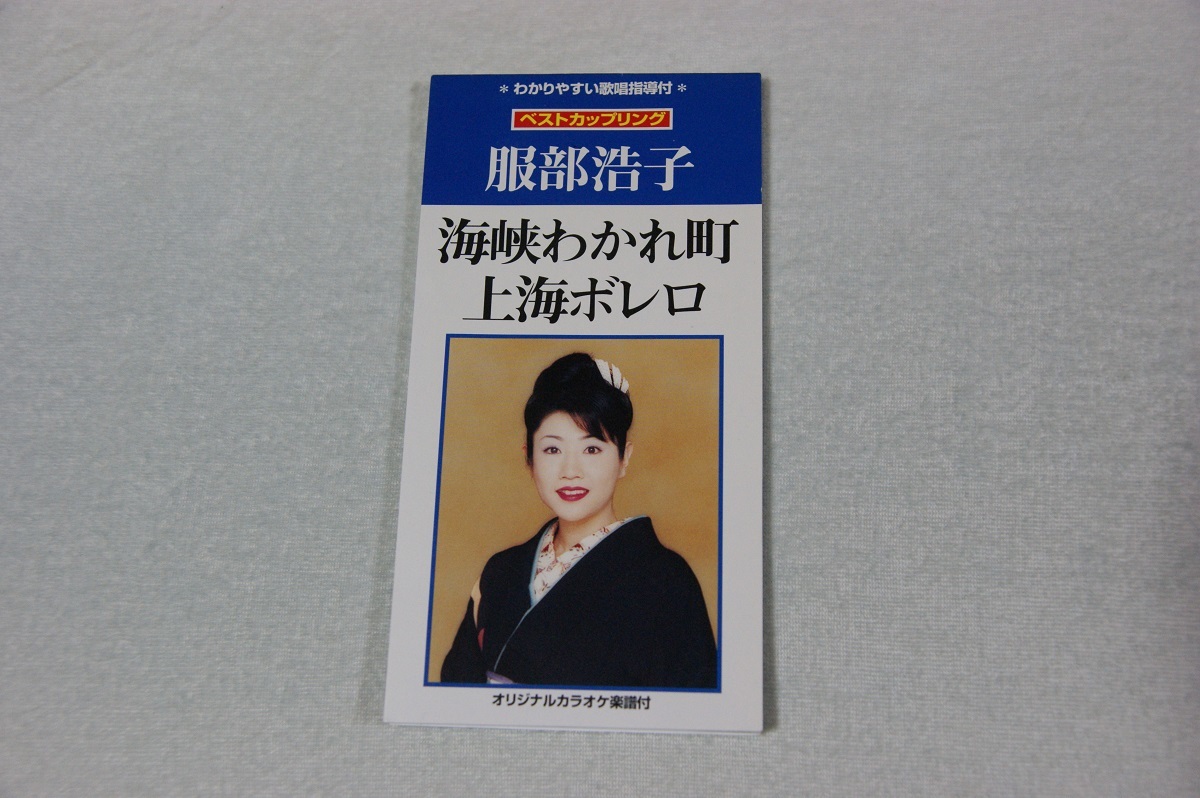 ＊わかりやすい歌唱指導付＊
ベストカップリング
服部浩子
海峡わかれ町
上海ボレロ
オリジナルカラオケ楽譜付